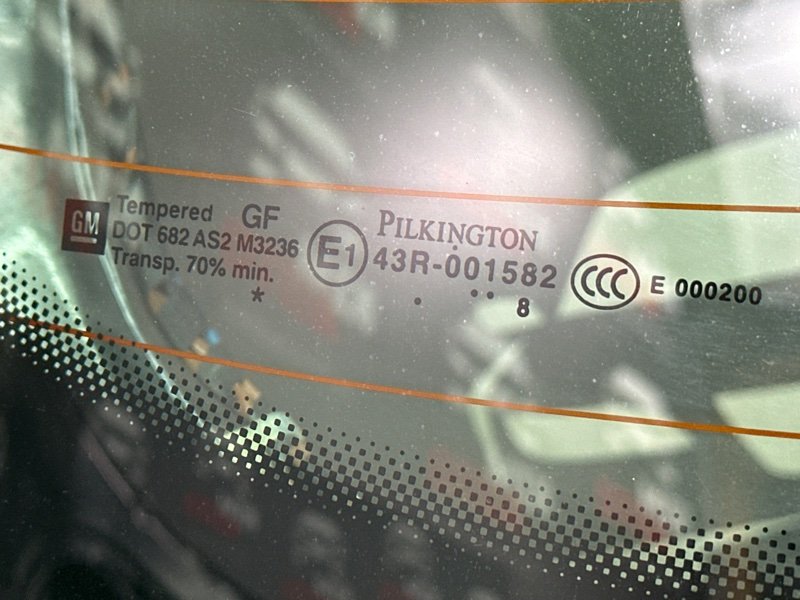 GM
Tempered GF
DOT 682 AS2 M3236
Transp. 70% min.
*
E1
PILKINGTON
43R-001582
. .. 8
CCC E 000200